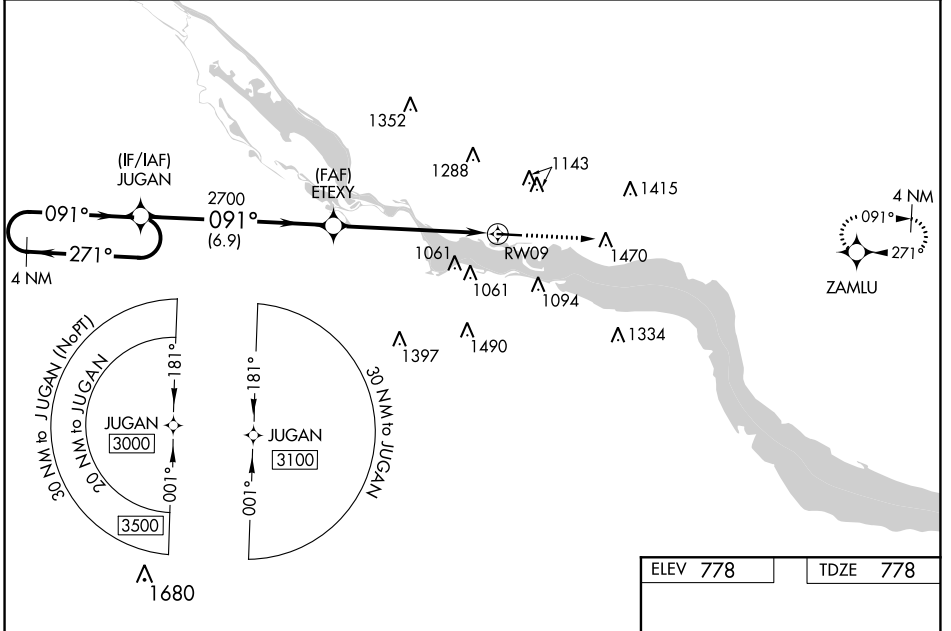 1352
1288
1143
1415
(IF/IAF)
JUGAN
(FAF)
ETEXY
2700
091°
091°
(6.9)
271°
4 NM
RW09
1470
1061
1061
1094
1334
1397
1490
4 NM
091°
271°
ZAMLU
30 NM to JUGAN (NoPT)
20 NM to JUGAN
181°
JUGAN
3000
001°
3500
181°
JUGAN
3100
001°
30 NM to JUGAN
1680
ELEV 778
TDZE 778